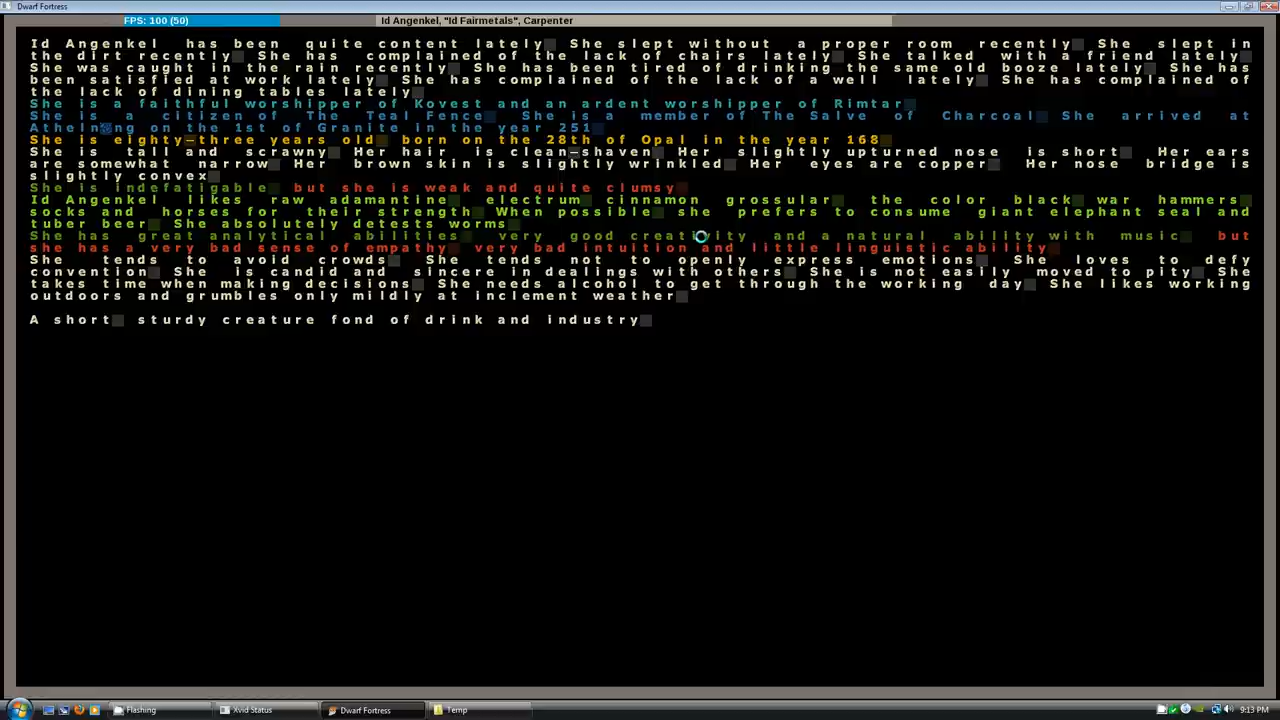 Dwarf Fortress
FPS: 100 (50)
Id Angenkel, "Id Fairmetals", Carpenter
Id Angenkel has been quite content lately She slept without a proper room recently She slept in
the dirt recently She has complained of the lack of chairs lately She talked with a friend lately
She was caught in the rain recently She has been tired of drinking the same old booze lately She has
been satisfied at work lately She has complained of the lack of a well lately She has complained of
the lack of dining tables lately
She is a faithful worshipper of Kovest and an ardent worshipper of Rimtar
She is a citizen of The Teal Fence She is a member of The Salve of Charcoal She arrived at
on the 1st of Granite in the year 251
She is eighty-three years old born on the 28th of Opal in the year 168
She is tall and scrawny Her hair is clean-shaven Her slightly upturned nose is short Her ears
are somewhat narrow Her brown skin is slightly wrinkled Her eyes are copper Her nose bridge is
slightly convex
She is indefatigable but she is weak and quite clumsy
Id Angenkel likes raw adamantine electrum cinnamon grossular the color black war hammers
socks and horses for their strength When possible she prefers to consume giant elephant seal and
tuber beer She absolutely detests worms
She has great analytical abilities very good creativity and a natural ability with music but
she has a very bad sense of empathy very bad intuition and little linguistic ability
She tends to avoid crowds She tends not to openly express emotions She loves to defy
convention She is candid and sincere in dealings with others She is not easily moved to pity She
takes time when making decisions She needs alcohol to get through the working day She likes working
outdoors and grumbles only mildly at inclement weather
A short sturdy creature fond of drink and industry
Flashing
Xvid Status
Dwarf Fortress
Temp
9:13 PM